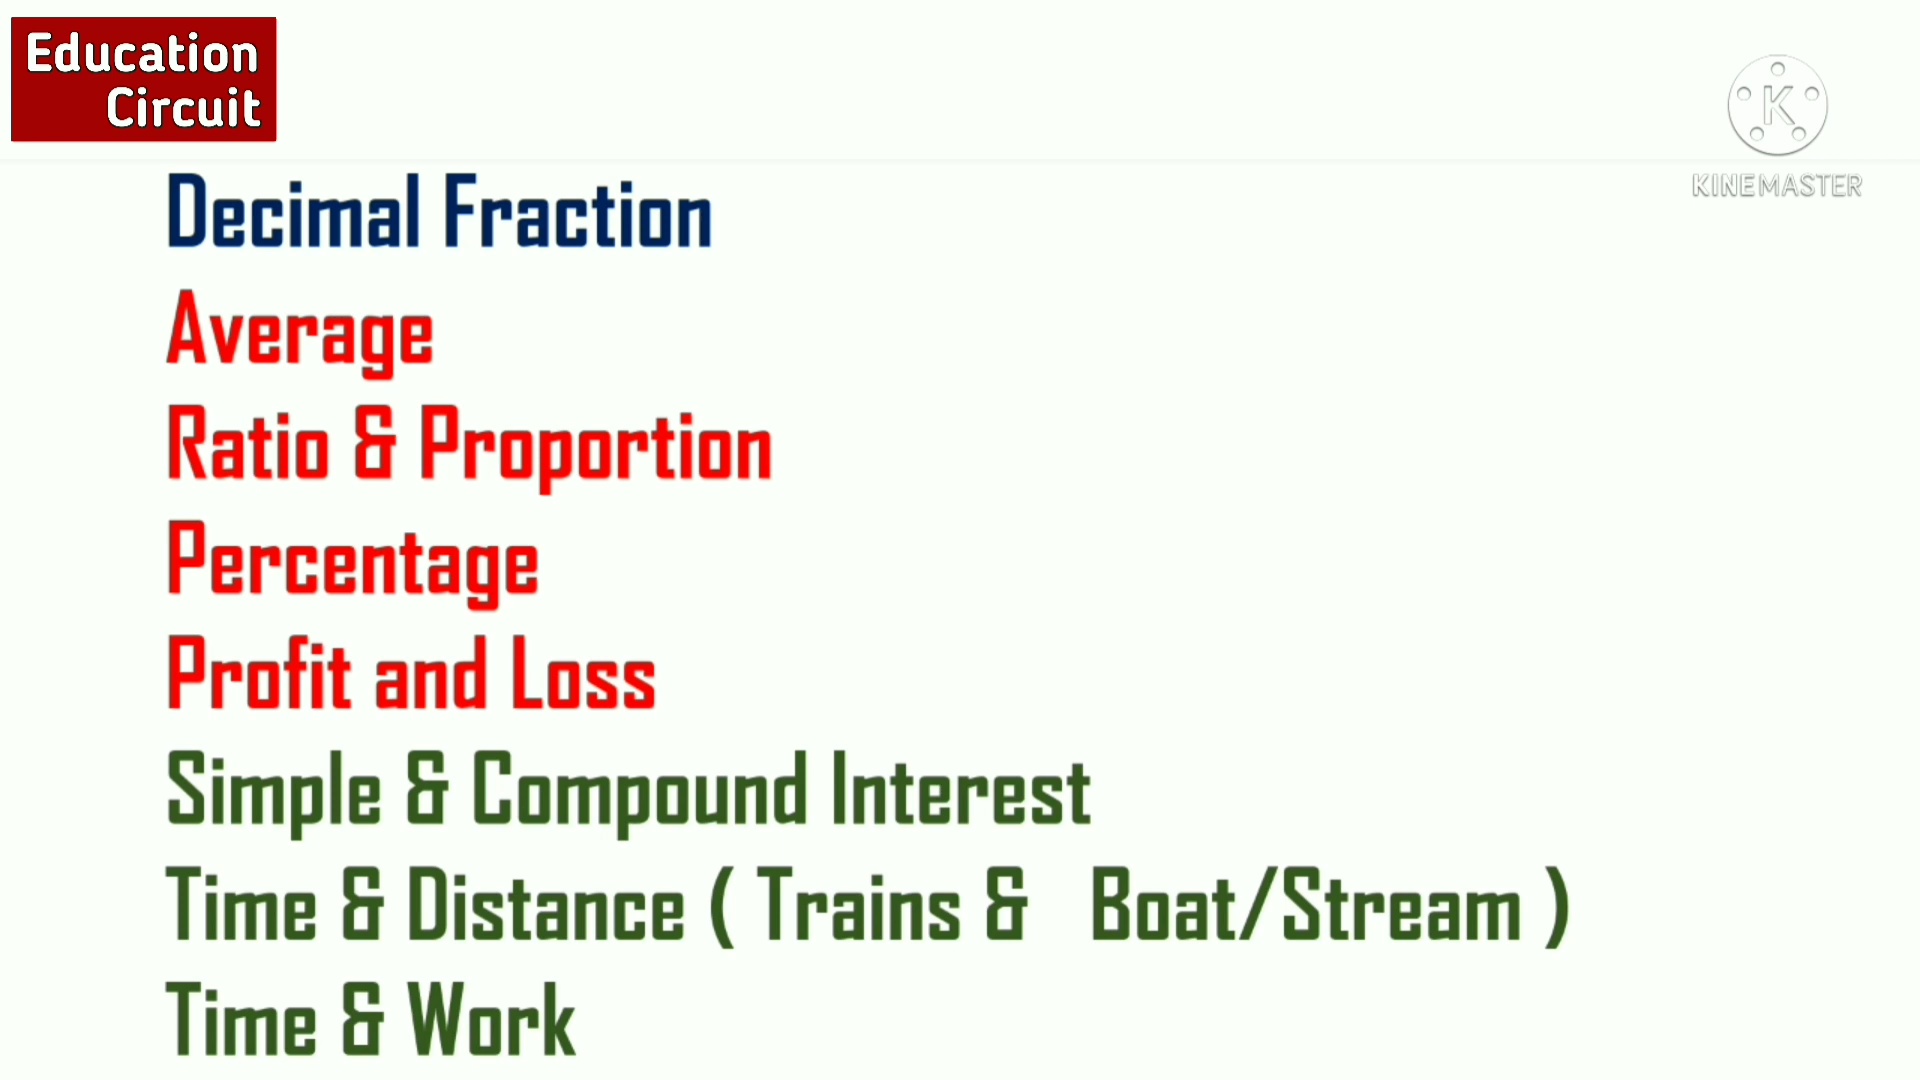 Education
Circuit
K
KINEMASTER
Decimal Fraction
Average
Ratio & Proportion
Percentage
Profit and Loss
Simple & Compound Interest
Time & Distance ( Trains & Boat/Stream )
Time & Work